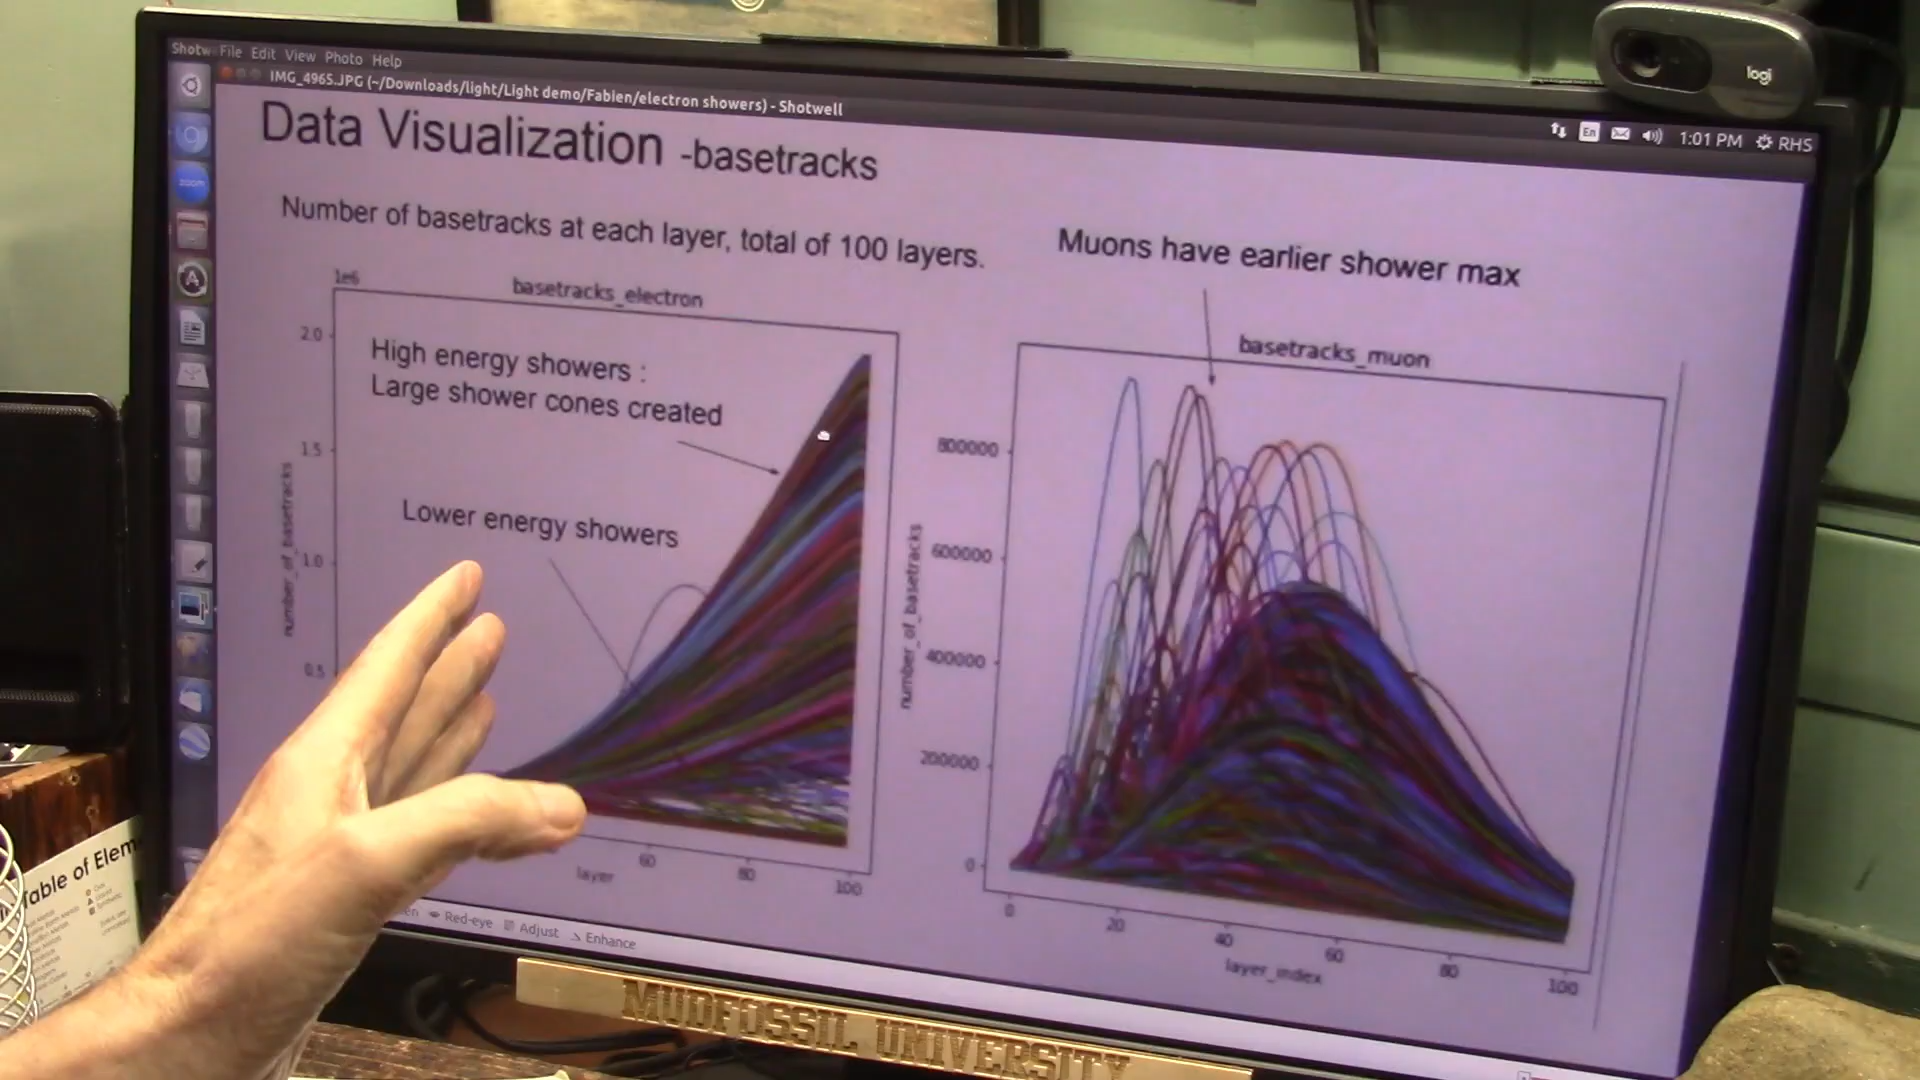 Shotw File Edit View Photo Help
IMG_4965.JPG (~/Downloads/light/Light demo/Fabien/electron showers) - Shotwell
En 1:01 PM RHS
logi
zoom
Data Visualization -basetracks
Number of basetracks at each layer, total of 100 layers.
Muons have earlier shower max
1e6
basetracks_electron
2.0
1.5
1.0
0.5
number_of_basetracks
High energy showers :
Large shower cones created
Lower energy showers
60 80 100
layer
basetracks_muon
800000
600000
400000
200000
0
number_of_basetracks
0 20 40 60 80 100
layer_index
Red-eye Adjust Enhance
Table of Elem
MUDFOSSIL UNIVERSITY